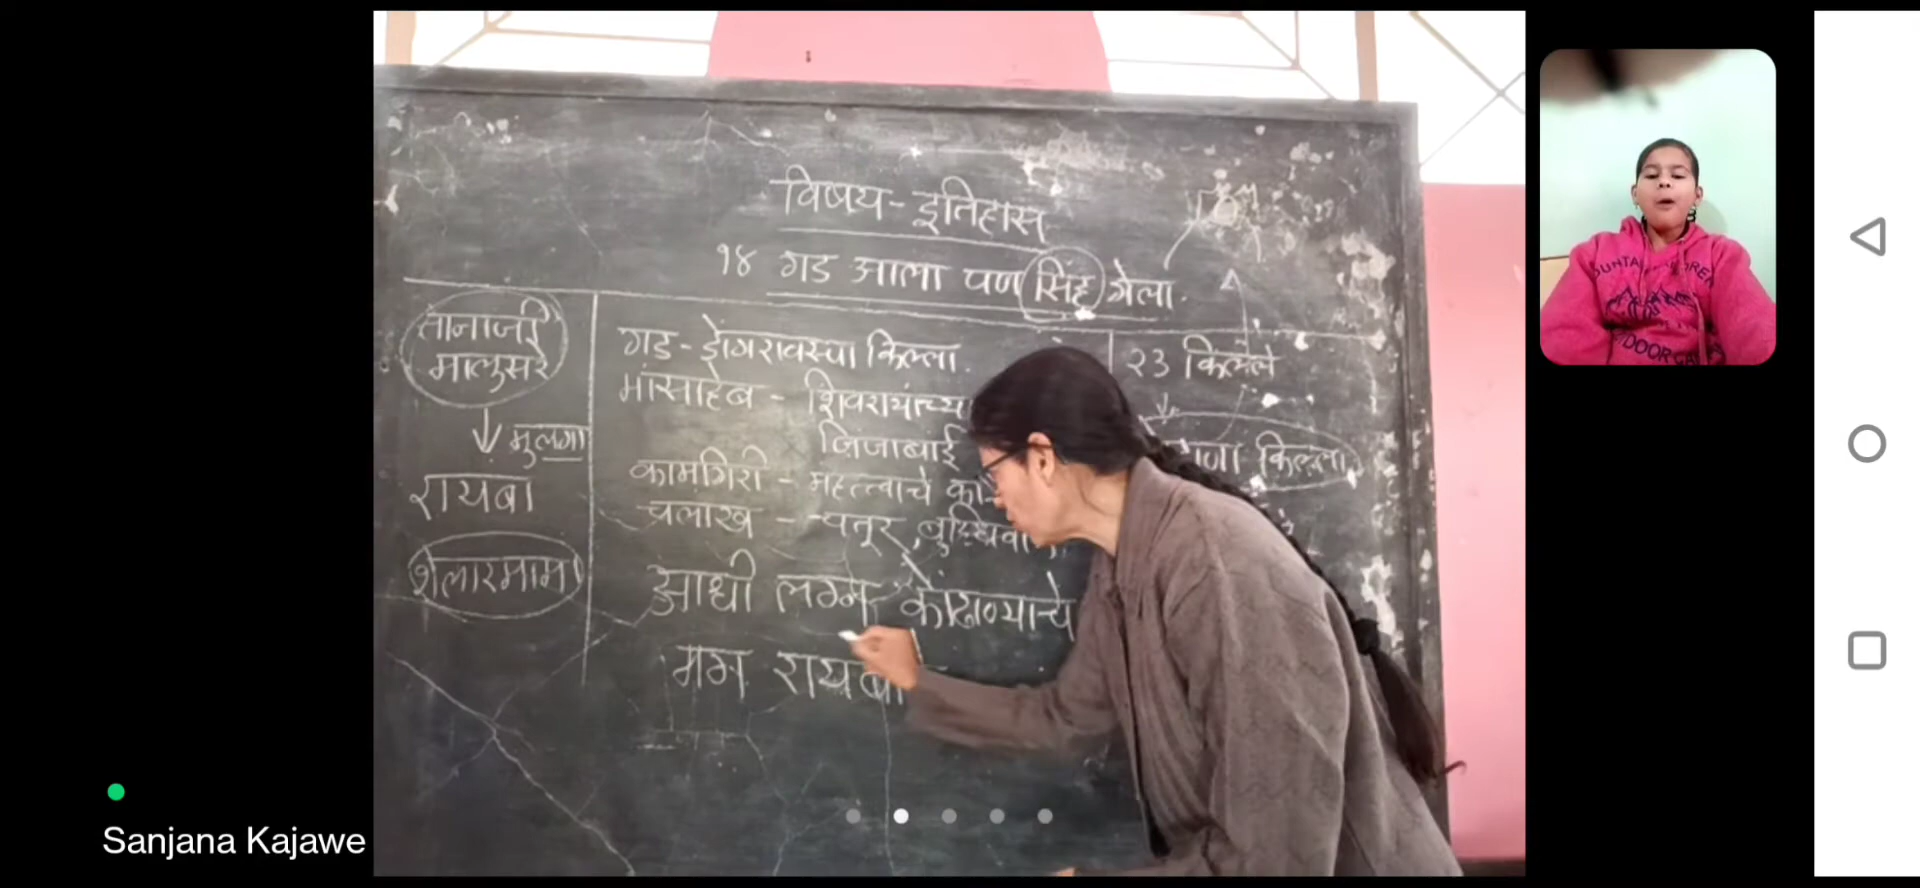 विषय - इतिहास
१४ गड आला पण सिंह गेला.
तानाजी
मालुसरे
मुलगा
रायबा
शेलारमामा
गड - डोंगरावरचा किल्ला.
मांसाहेब - शिवरायांच्या
जिजाबाई
कामगिरी - महत्त्वाचे
चलाख - चतूर,
आधी लग्न कोंढाण्याचे
मग रायबा
२३ किल्ले
किल्ला
Sanjana Kajawe